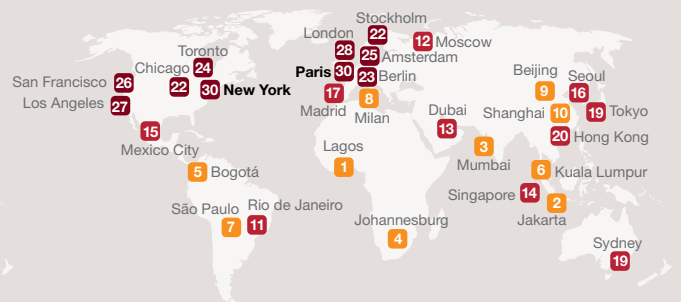 Stockholm
22
London
28
12 Moscow
Toronto
24
25
Amsterdam
Chicago
22
Paris 30
23 Berlin
San Francisco 26
30 New York
Los Angeles 27
17
Madrid
8
Milan
Beijing
9
Seoul
16
Shanghai 10
19 Tokyo
Dubai
13
20 Hong Kong
15
Mexico City
Lagos
1
3
Mumbai
5 Bogotá
6 Kuala Lumpur
Singapore 14
2
Jakarta
São Paulo
7
Rio de Janeiro
11
Johannesburg
4
Sydney
19